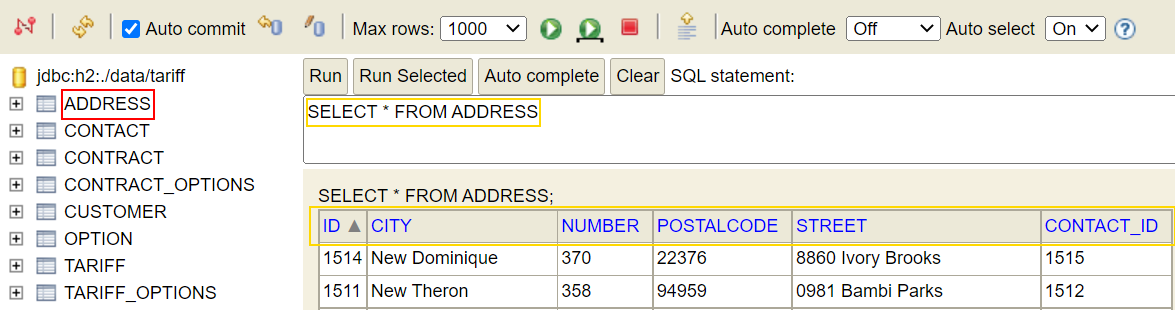 Auto commit Max rows: 1000 Auto complete Off Auto select On ?
jdbc:h2:./data/tariff
ADDRESS
CONTACT
CONTRACT
CONTRACT_OPTIONS
CUSTOMER
OPTION
TARIFF
TARIFF_OPTIONS
Run Run Selected Auto complete Clear SQL statement:
SELECT * FROM ADDRESS
SELECT * FROM ADDRESS;
ID ▲ CITY NUMBER POSTALCODE STREET CONTACT_ID
1514 New Dominique 370 22376 8860 Ivory Brooks 1515
1511 New Theron 358 94959 0981 Bambi Parks 1512